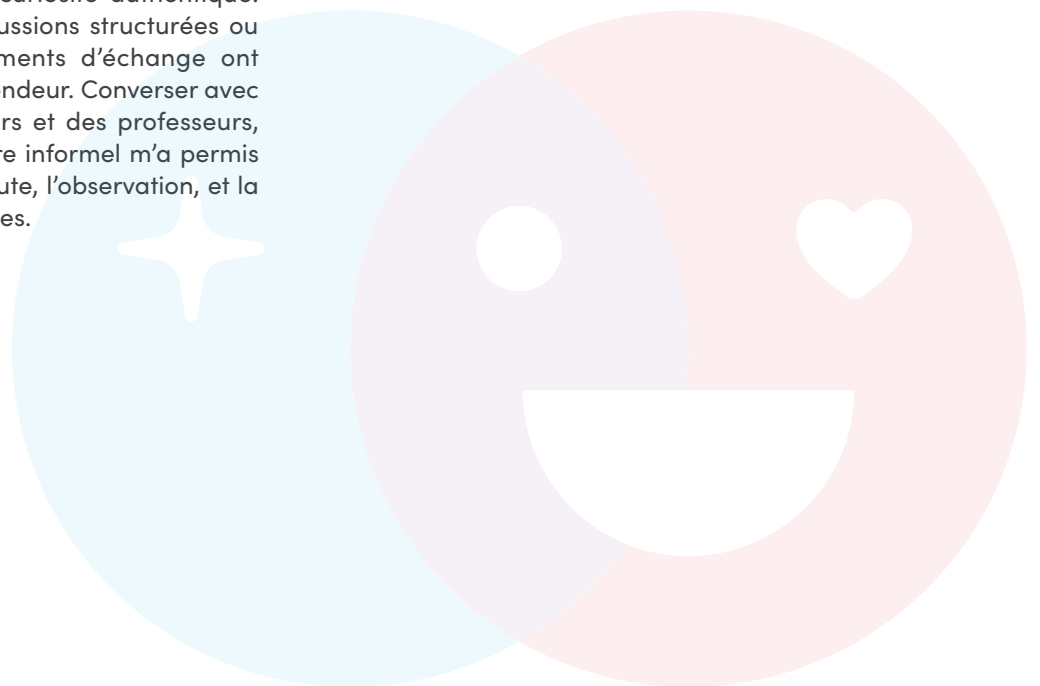 authentique.
ussions structurées ou
ments d’échange ont
ndeur. Converser avec
rs et des professeurs,
re informel m’a permis
ute, l’observation, et la
es.